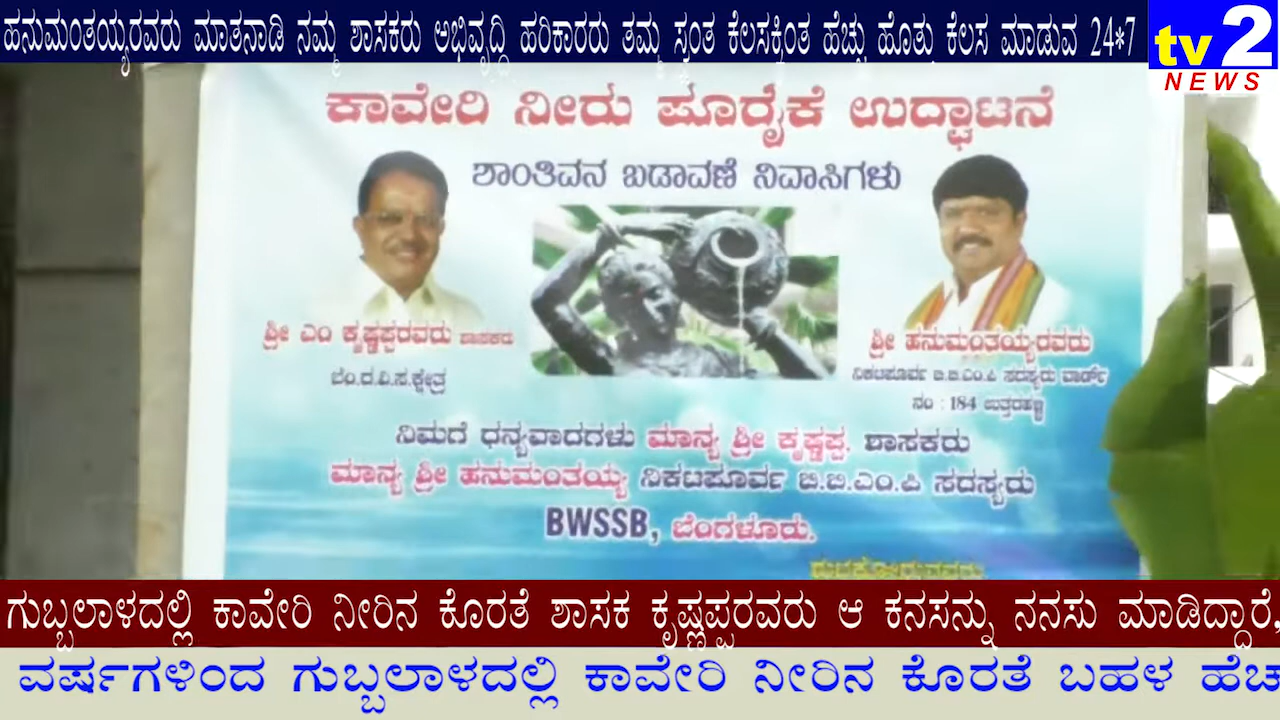 ಹನುಮಂತಯ್ಯರವರು ಮಾತನಾಡಿ ನಮ್ಮ ಶಾಸಕರು ಅಭಿವೃದ್ದಿ ಹರಿಕಾರರು ತಮ್ಮ ಸ್ವಂತ ಕೆಲಸಕ್ಕಿಂತ ಹೆಚ್ಚು ಹೊತ್ತು ಕೆಲಸ ಮಾಡುವ 24*7
tv2
NEWS
ಕಾವೇರಿ ನೀರು ಪೂರೈಕೆ ಉದ್ಘಾಟನೆ
ಶಾಂತಿವನ ಬಡಾವಣೆ ನಿವಾಸಿಗಳು
ಶ್ರೀ ಎಂ ಕೃಷ್ಣಪ್ಪರವರು ಶಾಸಕರು
ಬೆಂ.ದ.ವಿ.ಸ.ಕ್ಷೇತ್ರ
ಶ್ರೀ ಹನುಮಂತಯ್ಯರವರು
ನಿಕಟಪೂರ್ವ ಬಿ.ಬಿ.ಎಂ.ಪಿ ಸದಸ್ಯರು ವಾರ್ಡ್
ನಂ : 184 ಉತ್ತರಹಳ್ಳಿ
ನಿಮಗೆ ಧನ್ಯವಾದಗಳು ಮಾನ್ಯ ಶ್ರೀ ಕೃಷ್ಣಪ್ಪ. ಶಾಸಕರು
ಮಾನ್ಯ ಶ್ರೀ ಹನುಮಂತಯ್ಯ ನಿಕಟಪೂರ್ವ ಬಿ.ಬಿ.ಎಂ.ಪಿ ಸದಸ್ಯರು
BWSSB, ಬೆಂಗಳೂರು.
ಗುಬ್ಬಲಾಳದಲ್ಲಿ ಕಾವೇರಿ ನೀರಿನ ಕೊರತೆ ಶಾಸಕ ಕೃಷ್ಣಪ್ಪರವರು ಆ ಕನಸನ್ನು ನನಸು ಮಾಡಿದ್ದಾರೆ,
ವರ್ಷಗಳಿಂದ ಗುಬ್ಬಲಾಳದಲ್ಲಿ ಕಾವೇರಿ ನೀರಿನ ಕೊರತೆ ಬಹಳ ಹೆಚ